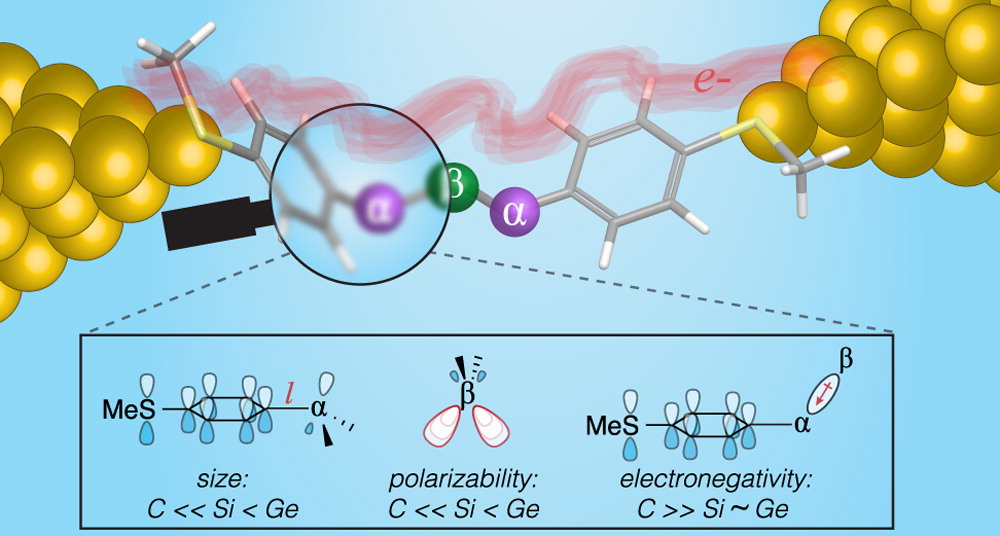 e-
α
β
α
MeS
l
α
β
MeS
α
β
size:
C << Si < Ge
polarizability:
C << Si < Ge
electronegativity:
C >> Si ~ Ge